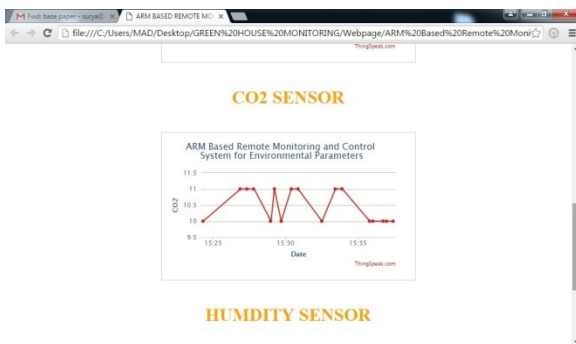 Fwd: base paper - surya@
ARM BASED REMOTE MO
file:///C:/Users/MAD/Desktop/GREEN%20HOUSE%20MONITORING/Webpage/ARM%20Based%20Remote%20Moni
ThingSpeak.com
CO2 SENSOR
ARM Based Remote Monitoring and Control
System for Environmental Parameters
11.5
11
10.5
10
9.5
CO2
15:25 15:30 15:35
Date
ThingSpeak.com
HUMDITY SENSOR